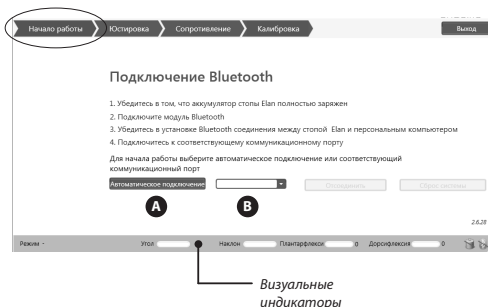 Начало работы
Юстировка
Сопротивление
Калибровка
Выход
Подключение Bluetooth
1. Убедитесь в том, что аккумулятор стопы Elan полностью заряжен
2. Подключите модуль Bluetooth
3. Убедитесь в установке Bluetooth соединения между стопой Elan и персональным компьютером
4. Подключитесь к соответствующему коммуникационному порту
Для начала работы выберите автоматическое подключение или соответствующий
коммуникационный порт
Автоматическое подключение
Отсоединить
Сброс системы
A
B
2.6.28
Режим -
Угол
Наклон
Плантарфлекси
0
Дорсифлексия
0
Визуальные
индикаторы